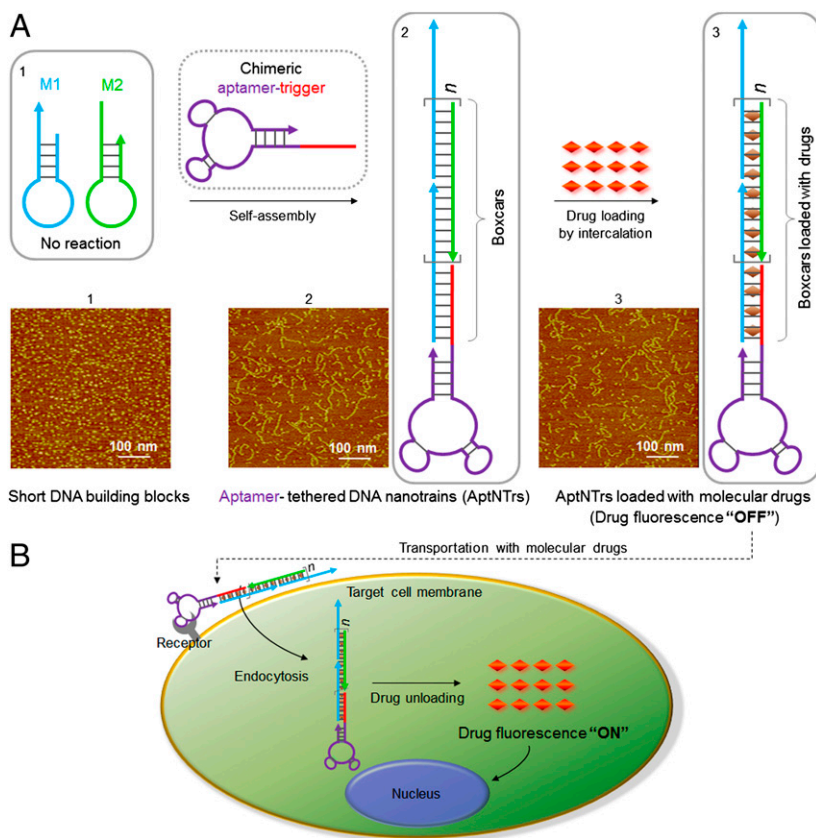 A
1
M1 M2
No reaction
Chimeric
aptamer-trigger
Self-assembly
2
n
Boxcars
Drug loading
by intercalation
3
n
Boxcars loaded with drugs
1
100 nm
Short DNA building blocks
2
100 nm
Aptamer- tethered DNA nanotrains (AptNTrs)
3
100 nm
AptNTrs loaded with molecular drugs
(Drug fluorescence “OFF”)
B
Transportation with molecular drugs
n
Target cell membrane
Receptor
Endocytosis
n
Drug unloading
Drug fluorescence “ON”
Nucleus